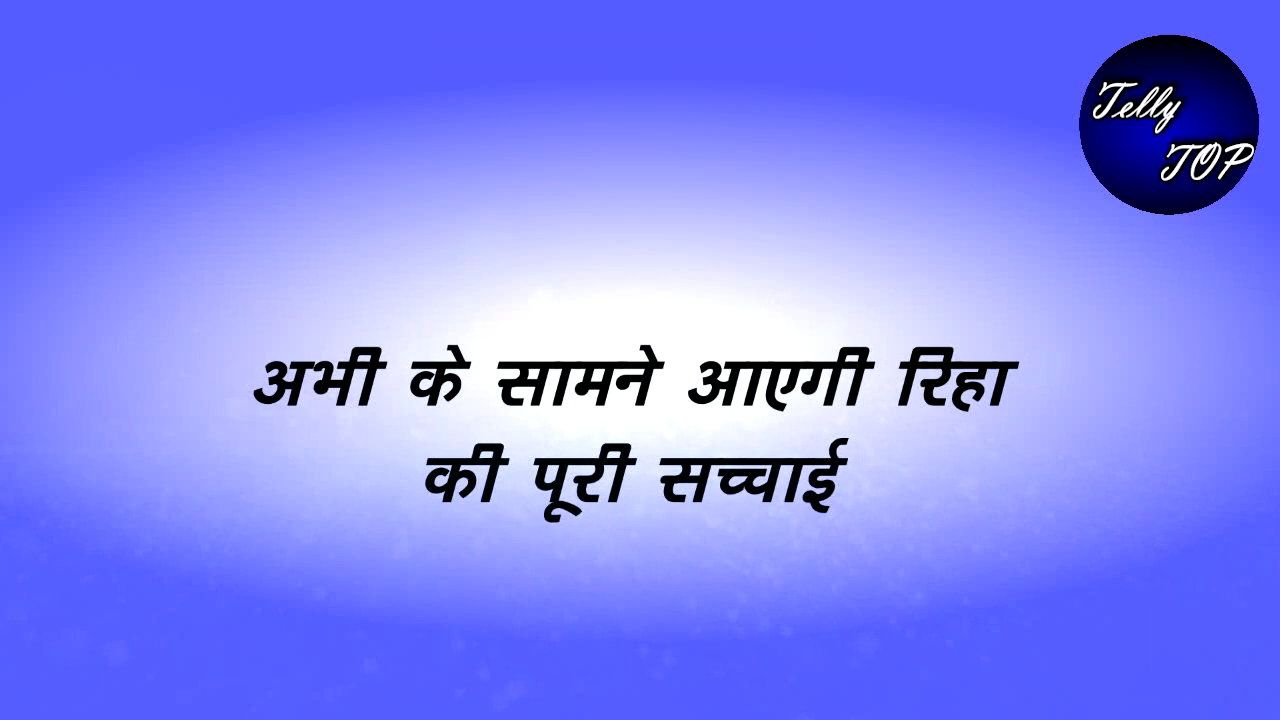 Telly
TOP
अभी के सामने आएगी रिहा
की पूरी सच्चाई